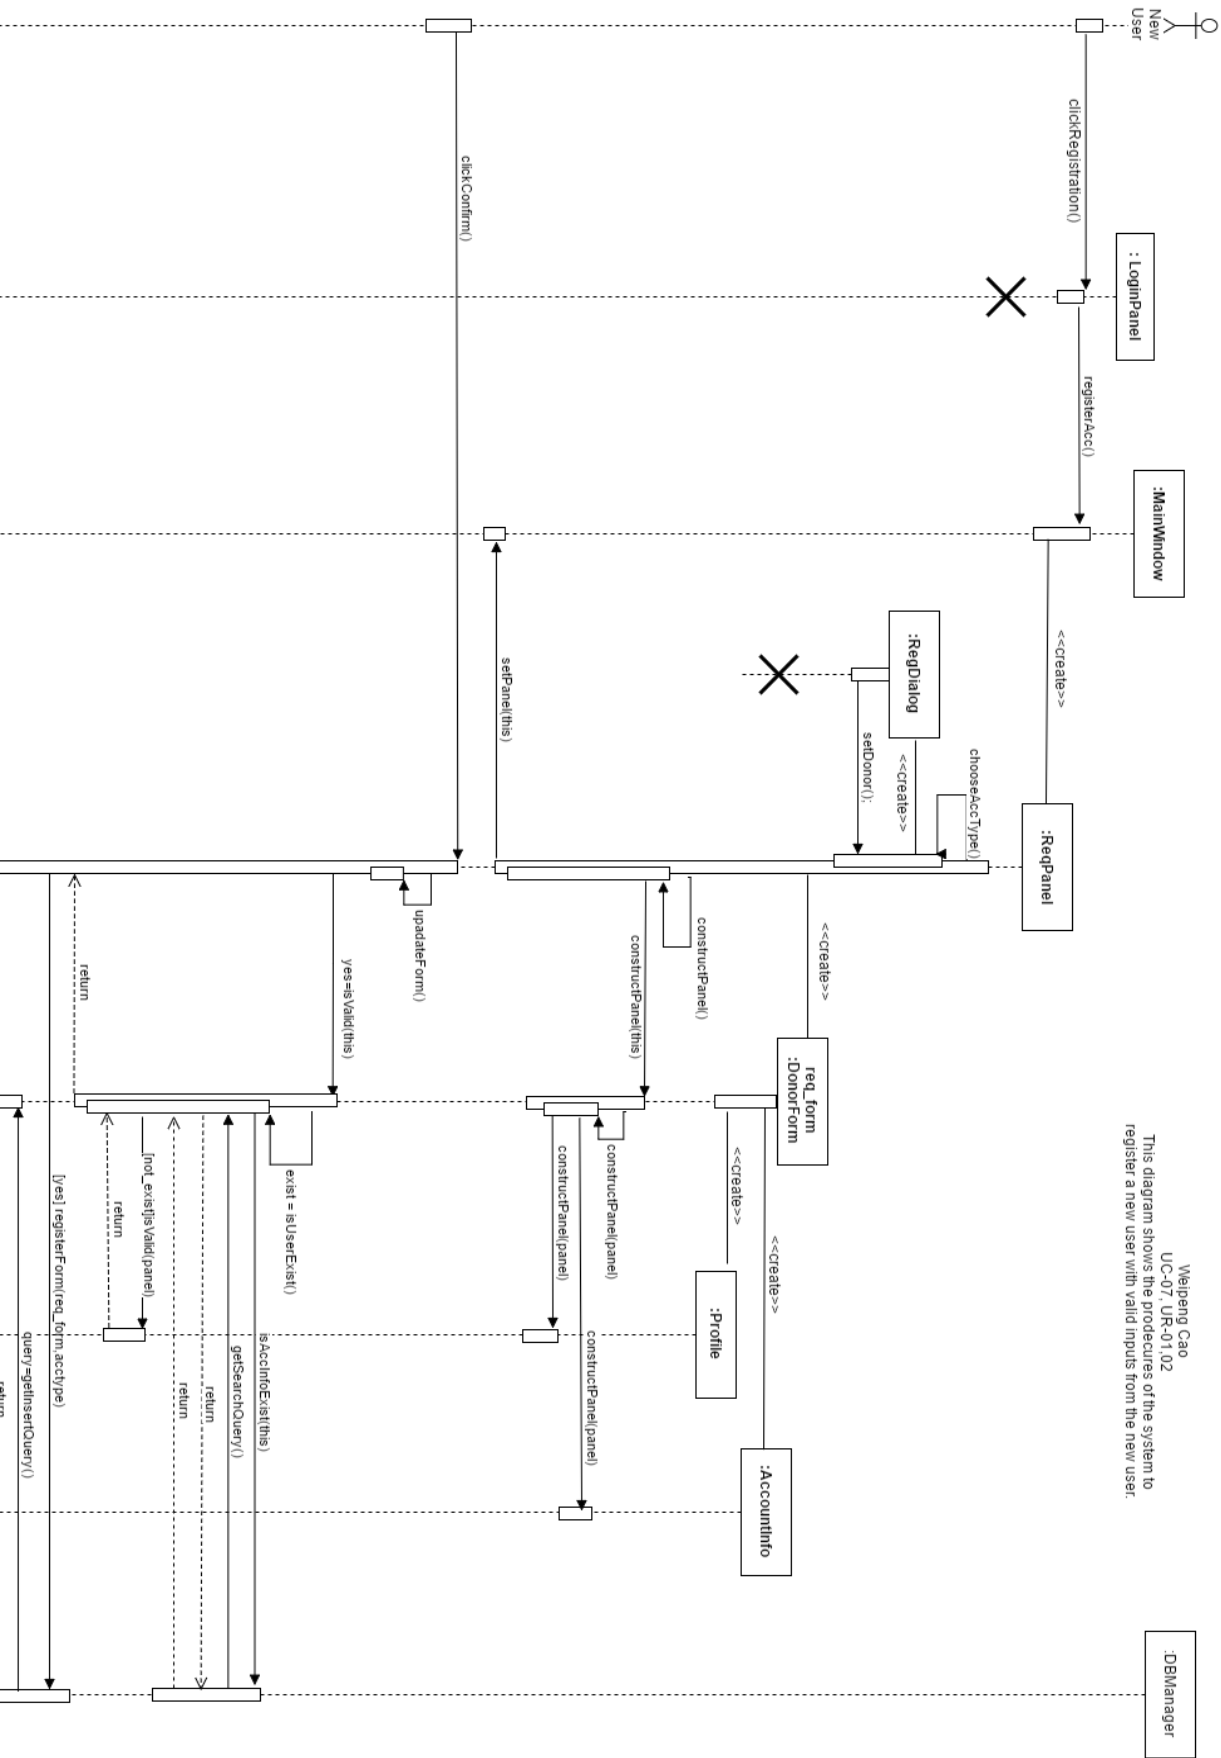 New
User
: LoginPanel
:MainWindow
Weipeng Cao
UC-07, UR-01,02
This diagram shows the prodecures of the system to
register a new user with valid inputs from the new user.
:DBManager
clickRegistration()
registerAcc()
<<create>>
:ReqPanel
chooseAccType()
:RegDialog
<<create>>
setDonor();
<<create>>
req_form
:DonorForm
<<create>>
:AccountInfo
<<create>>
:Profile
constructPanel()
constructPanel(this)
constructPanel(panel)
constructPanel(panel)
constructPanel(panel)
setPanel(this)
clickConfirm()
upadateForm()
yes=isValid(this)
exist = isUserExist()
isAccInfoExist(this)
getSearchQuery()
return
return
[not_exist]isValid(panel)
return
return
[yes] registerForm(req_form,acctype)
query=getInsertQuery()
return